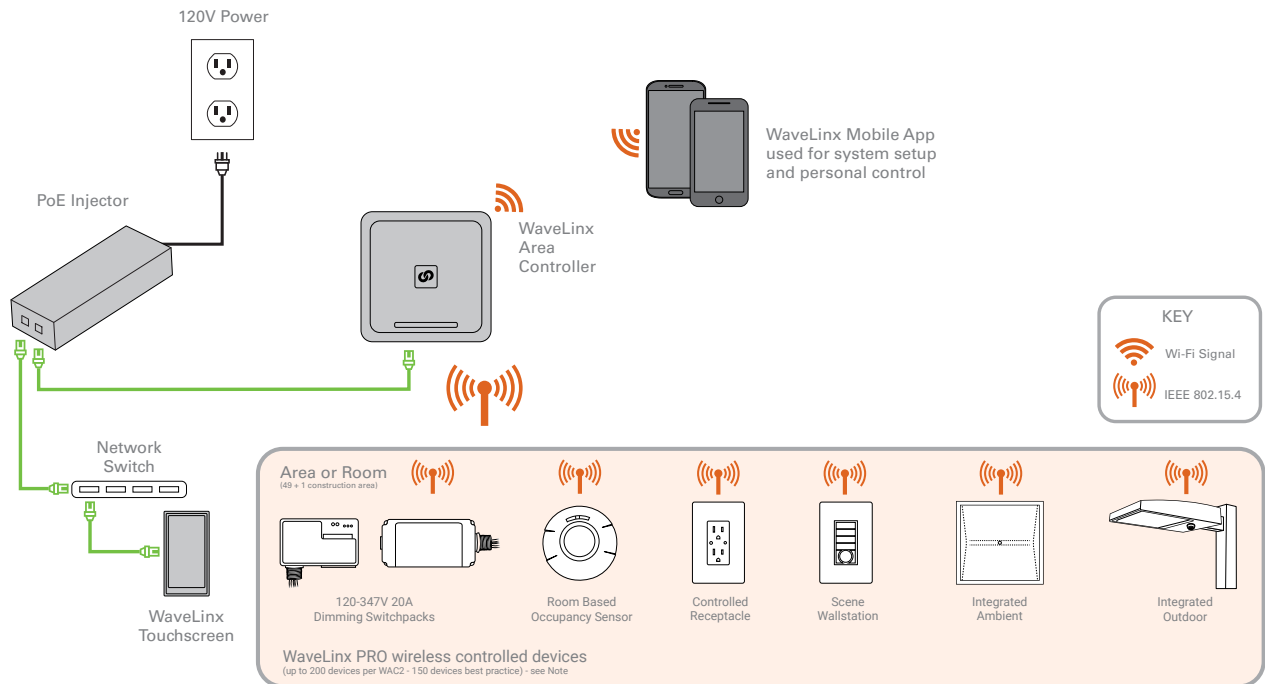 120V Power
PoE Injector
WaveLinx
Area
Controller
WaveLinx Mobile App
used for system setup
and personal control
KEY
Wi-Fi Signal
IEEE 802.15.4
Network
Switch
WaveLinx
Touchscreen
Area or Room
(49 + 1 construction area)
120-347V 20A
Dimming Switchpacks
Room Based
Occupancy Sensor
Controlled
Receptacle
Scene
Wallstation
Integrated
Ambient
Integrated
Outdoor
WaveLinx PRO wireless controlled devices
(up to 200 devices per WAC2 - 150 devices best practice) - see Note